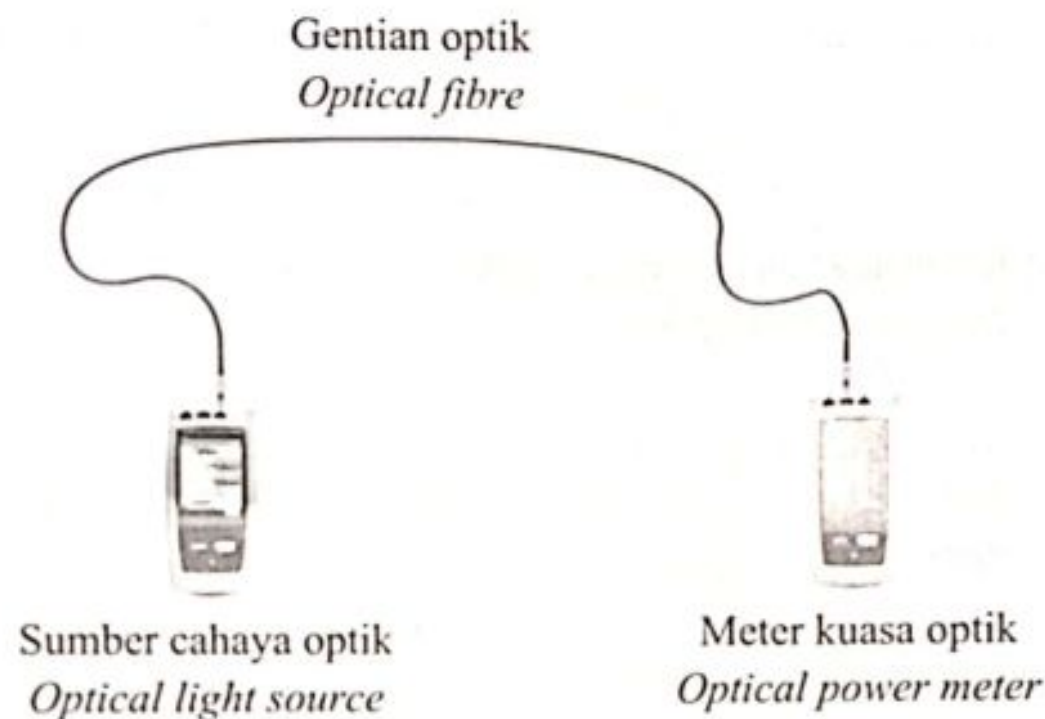 Gentian optik
Optical fibre
Sumber cahaya optik
Optical light source
Meter kuasa optik
Optical power meter